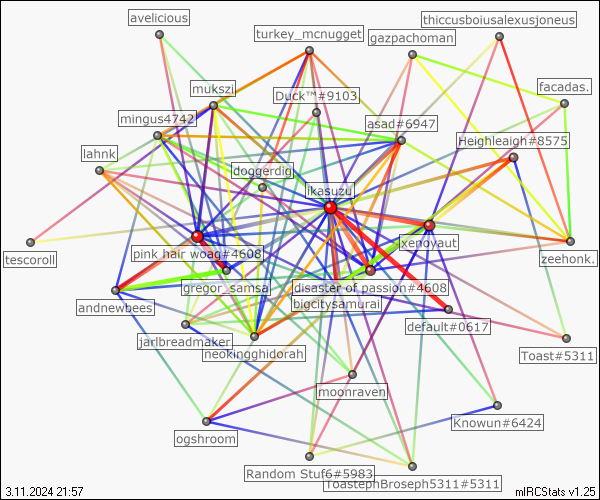 avelicious
thiccusboiusalexusjoneus
turkey_mcnugget
gazpachoman
mukszi
facadas.
Duck™#9103
mingus4742
asad#6947
Heighleaigh#8575
lahnk
doggerdig
ikasuzu
xenoyaut
tescoroll
pink hair woag#4608
zeehonk.
gregor_samsa
disaster of passion#4608
andnewbees
bigcitysamurai
default#0617
jarlbreadmaker
neokingghidorah
Toast#5311
moonraven
Knowun#6424
ogshroom
Random Stuf6#5983
ToastephBroseph5311#5311
3.11.2024 21:57
mIRCStats v1.25